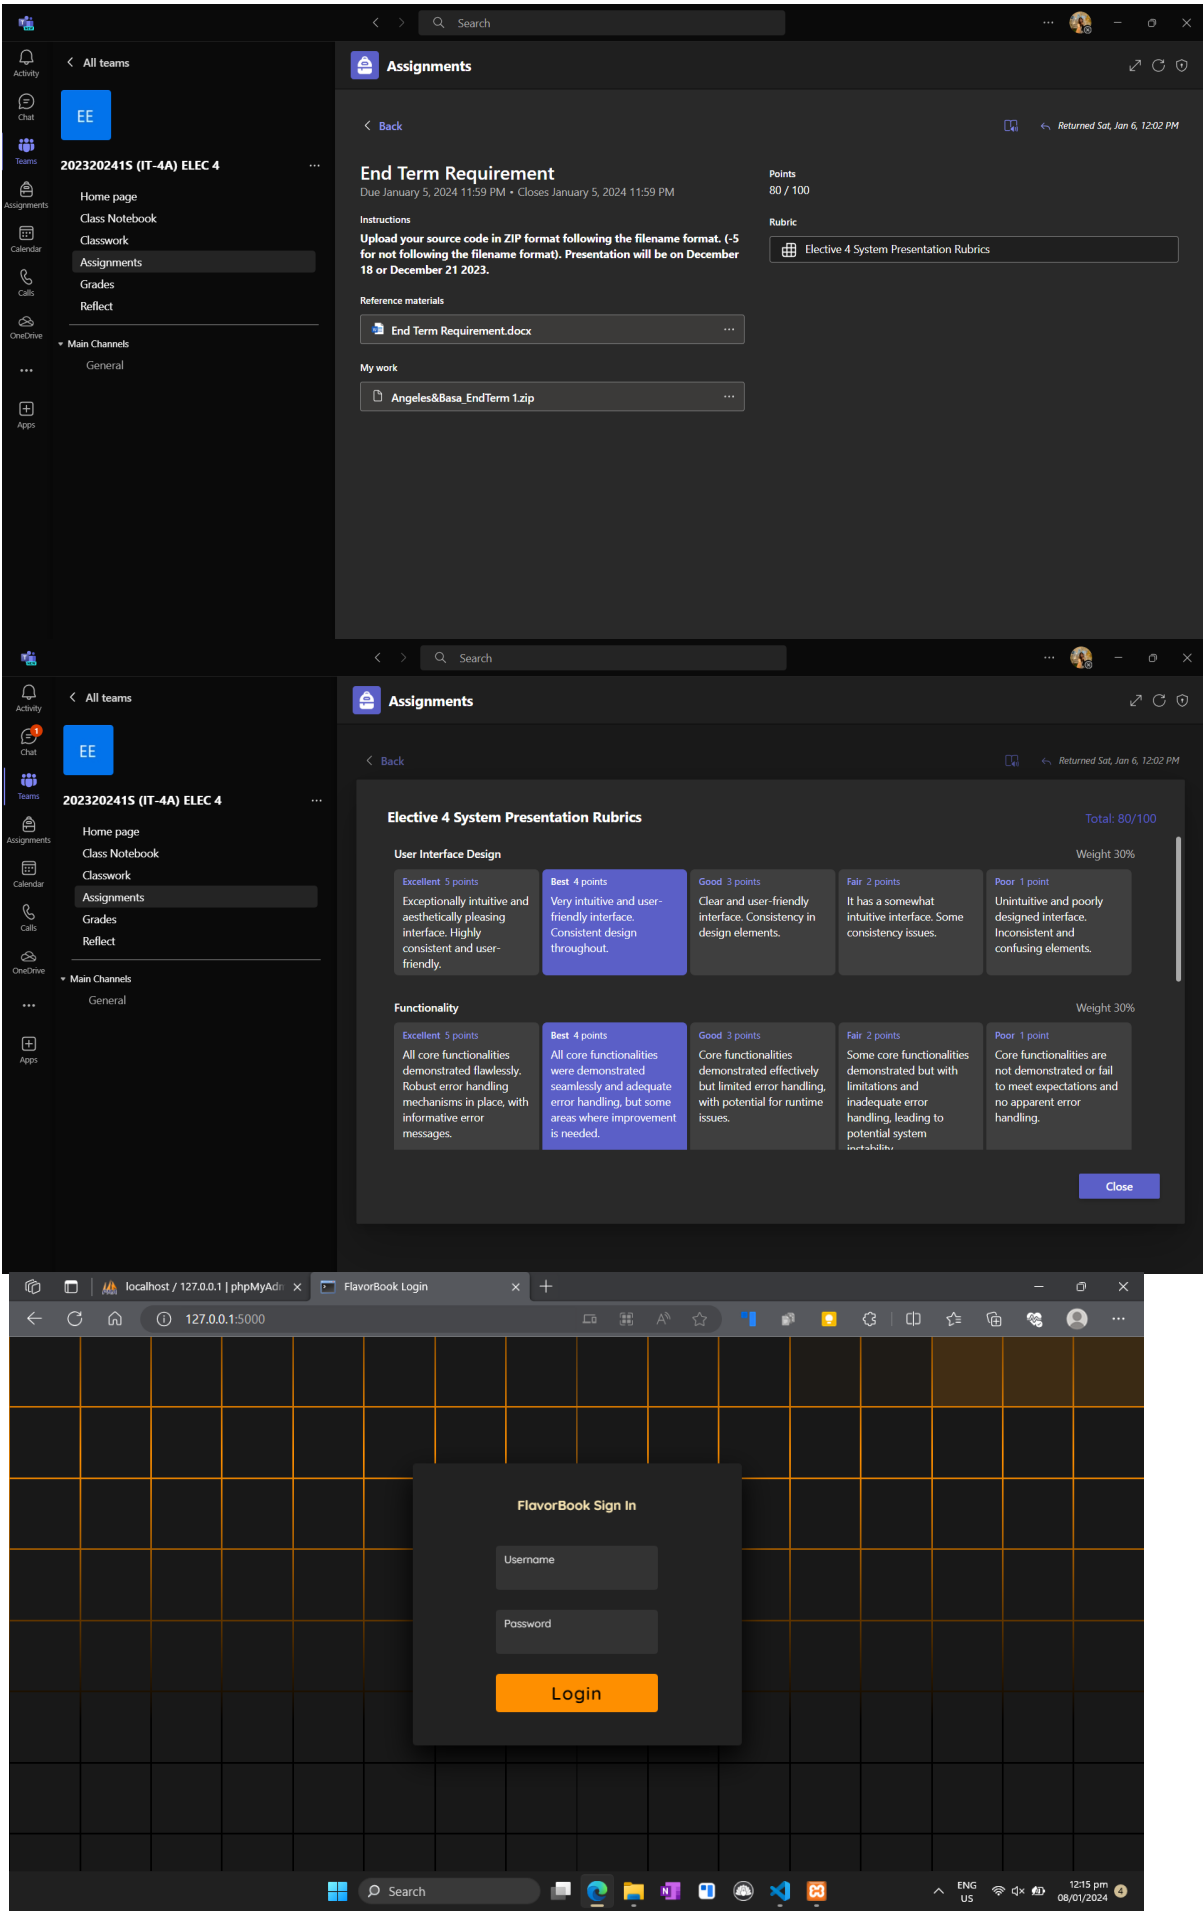 Search
Activity
Chat
Teams
Assignments
Calendar
Calls
OneDrive
Apps
All teams
EE
202320241S (IT-4A) ELEC 4
Home page
Class Notebook
Classwork
Assignments
Grades
Reflect
Main Channels
General
Assignments
Back
Returned Sat, Jan 6, 12:02 PM
End Term Requirement
Due January 5, 2024 11:59 PM • Closes January 5, 2024 11:59 PM
Instructions
Upload your source code in ZIP format following the filename format. (-5
for not following the filename format). Presentation will be on December
18 or December 21 2023.
Reference materials
End Term Requirement.docx
My work
Angeles&Basa_EndTerm 1.zip
Points
80 / 100
Rubric
Elective 4 System Presentation Rubrics
Search
Activity
Chat
1
Teams
Assignments
Calendar
Calls
OneDrive
Apps
All teams
EE
202320241S (IT-4A) ELEC 4
Home page
Class Notebook
Classwork
Assignments
Grades
Reflect
Main Channels
General
Assignments
Back
Returned Sat, Jan 6, 12:02 PM
Elective 4 System Presentation Rubrics
Total: 80/100
User Interface Design
Weight 30%
Excellent 5 points
Exceptionally intuitive and
aesthetically pleasing
interface. Highly
consistent and user-
friendly.
Best 4 points
Very intuitive and user-
friendly interface.
Consistent design
throughout.
Good 3 points
Clear and user-friendly
interface. Consistency in
design elements.
Fair 2 points
It has a somewhat
intuitive interface. Some
consistency issues.
Poor 1 point
Unintuitive and poorly
designed interface.
Inconsistent and
confusing elements.
Functionality
Weight 30%
Excellent 5 points
All core functionalities
demonstrated flawlessly.
Robust error handling
mechanisms in place, with
informative error
messages.
Best 4 points
All core functionalities
were demonstrated
seamlessly and adequate
error handling, but some
areas where improvement
is needed.
Good 3 points
Core functionalities
demonstrated effectively
but limited error handling,
with potential for runtime
issues.
Fair 2 points
Some core functionalities
demonstrated but with
limitations and
inadequate error
handling, leading to
potential system
instability.
Poor 1 point
Core functionalities are
not demonstrated or fail
to meet expectations and
no apparent error
handling.
Close
localhost / 127.0.0.1 | phpMyAdn
FlavorBook Login
127.0.0.1:5000
FlavorBook Sign In
Username
Password
Login
Search
ENG
US
12:15 pm
08/01/2024
4